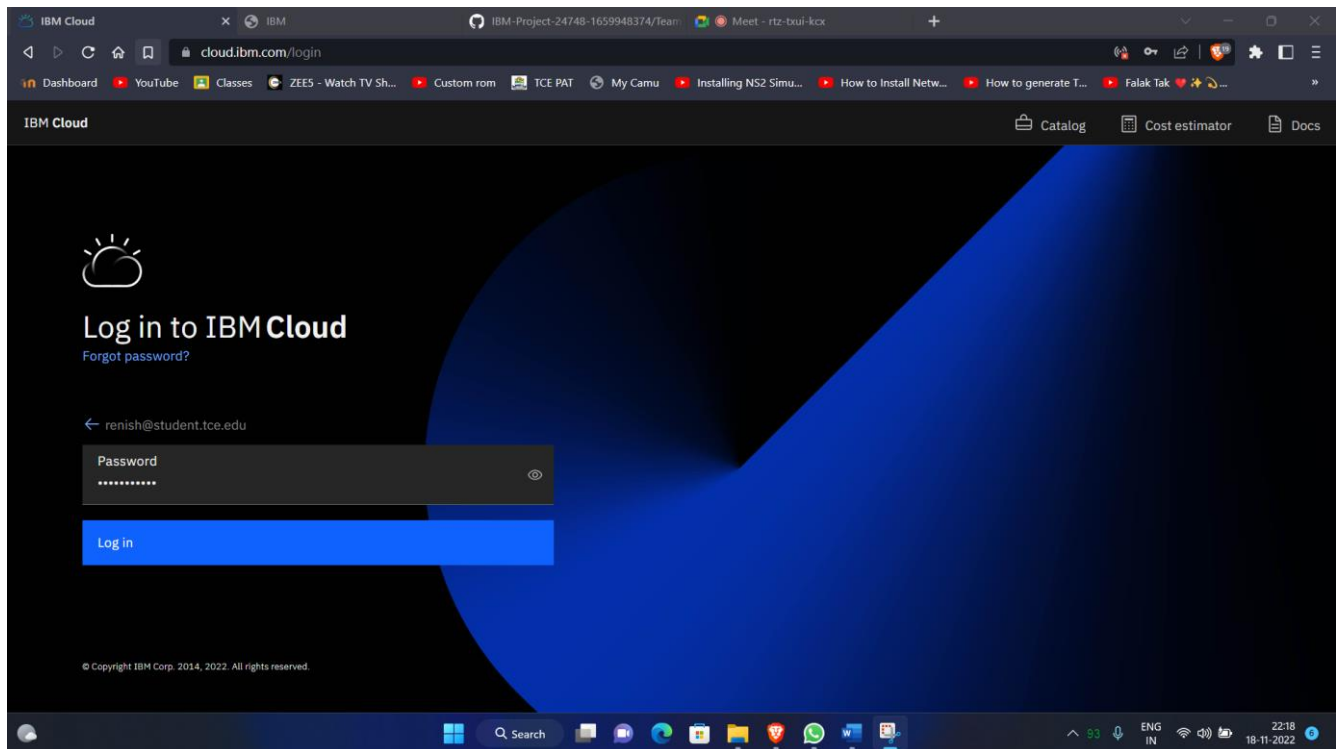 IBM Cloud
IBM
IBM-Project-24748-1659948374/Team
Meet - rtz-txui-kcx
cloud.ibm.com/login
Dashboard YouTube Classes ZEE5 - Watch TV Sh... Custom rom TCE PAT My Camu Installing NS2 Simu... How to Install Netw... How to generate T... Falak Tak ❤️✨💫... »
IBM Cloud
Catalog Cost estimator Docs
Log in to IBM Cloud
Forgot password?
← renish@student.tce.edu
Password
•••••••••••
Log in
© Copyright IBM Corp. 2014, 2022. All rights reserved.
Search
93
ENG
IN
22:18
18-11-2022
6